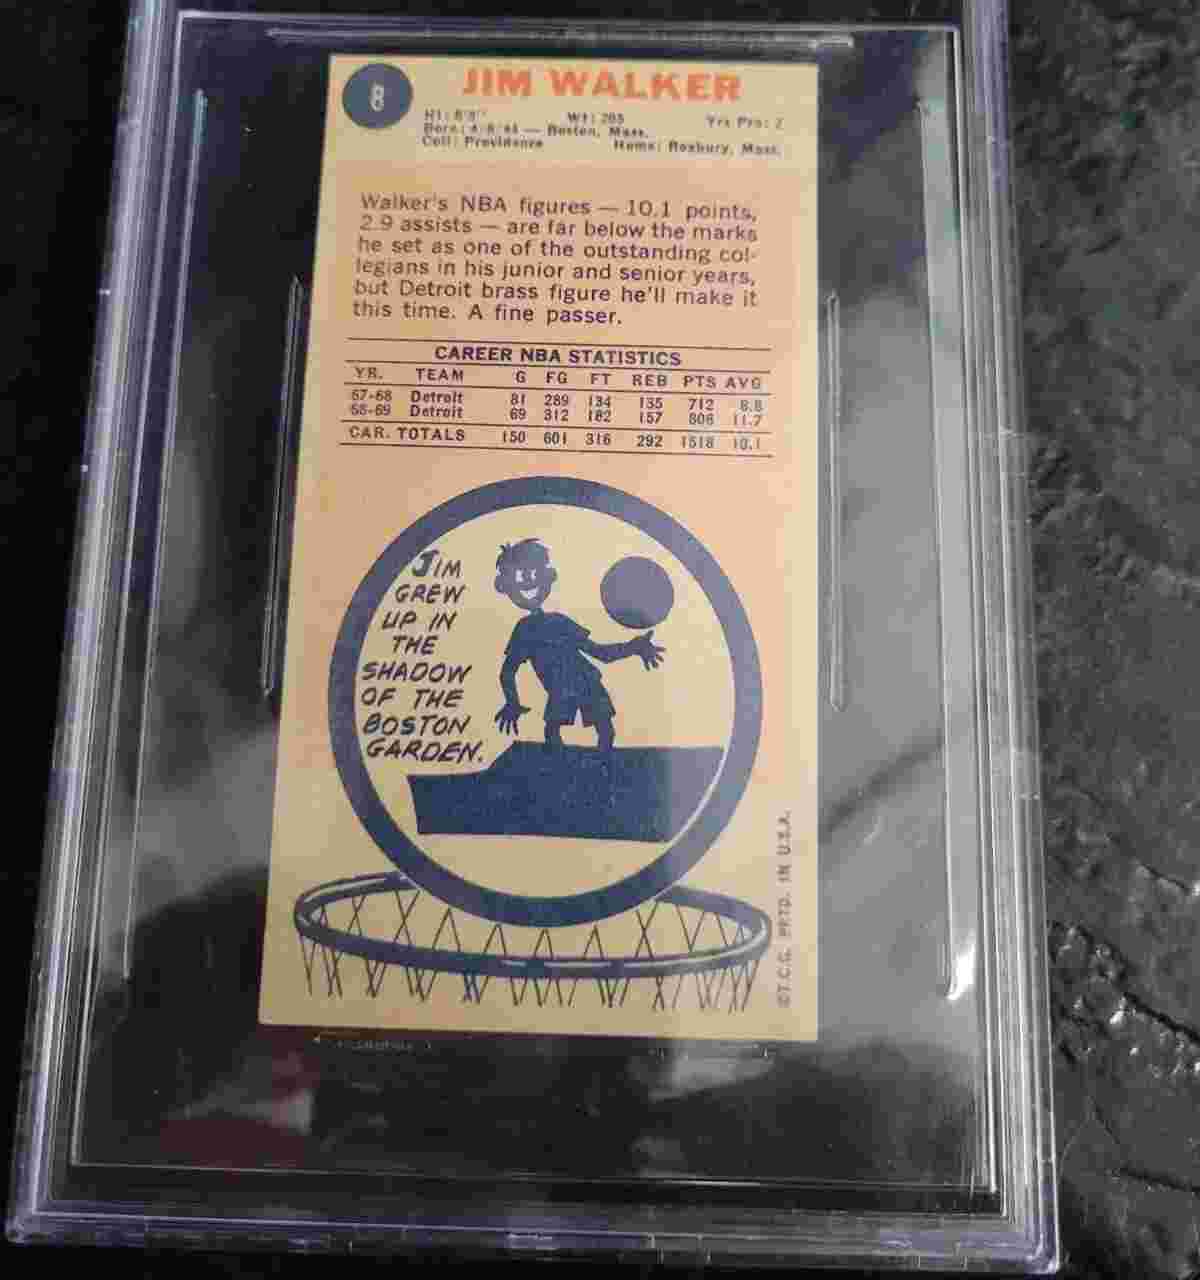 8
JIM WALKER
Wt: 205
Yrs Pro: 2
Born: — Boston, Mass.
Coll: Providence
Home: Roxbury, Mass.
Walker's NBA figures — 10.1 points,
2.9 assists — are far below the marks
he set as one of the outstanding col-
legians in his junior and senior years,
but Detroit brass figure he'll make it
this time. A fine passer.
CAREER NBA STATISTICS
YR. TEAM G FG FT REB PTS AVG
67-68 Detroit 81 289 134 135 712 8.8
68-69 Detroit 69 312 182 157 806 11.7
CAR. TOTALS 150 601 316 292 1518 10.1
JIM
GREW
UP IN
THE
SHADOW
OF THE
BOSTON
GARDEN.
©T.C.G. PRTD. IN U.S.A.